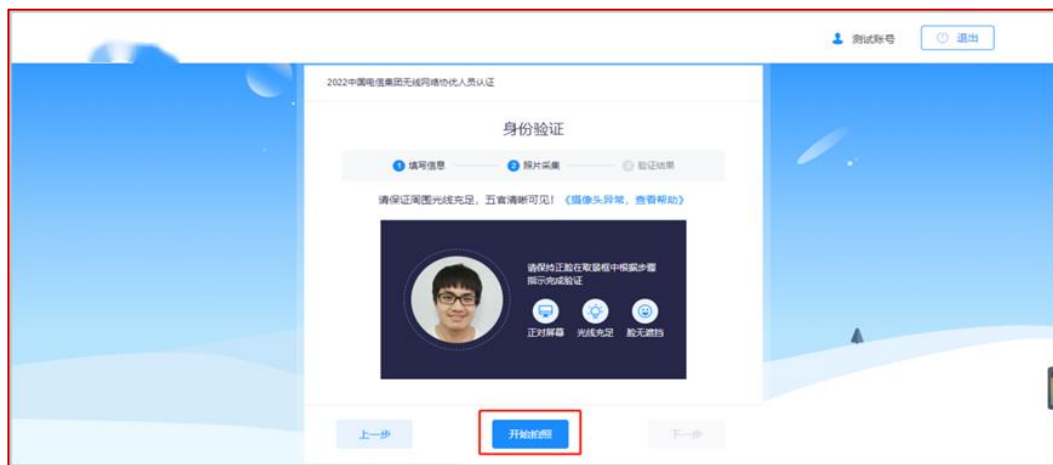 测试账号
退出
2022中国电信集团无线网络协优人员认证
身份验证
1 填写信息
2 照片采集
3 验证结果
请保证周围光线充足，五官清晰可见！《摄像头异常，查看帮助》
请保持正脸在取景框中根据步骤
指示完成验证
正对屏幕 光线充足 脸无遮挡
上一步
开始拍照
下一步